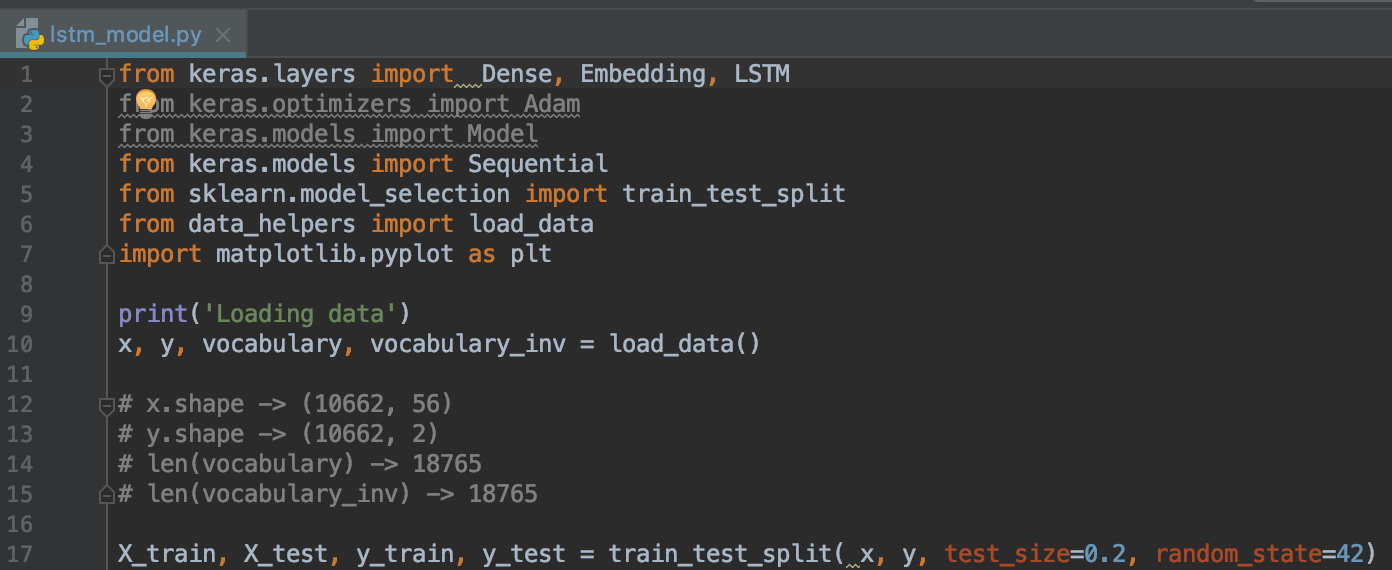 lstm_model.py
1 from keras.layers import  Dense, Embedding, LSTM
2 from keras.optimizers import Adam
3 from keras.models import Model
4 from keras.models import Sequential
5 from sklearn.model_selection import train_test_split
6 from data_helpers import load_data
7 import matplotlib.pyplot as plt
8
9 print('Loading data')
10 x, y, vocabulary, vocabulary_inv = load_data()
11
12 # x.shape -> (10662, 56)
13 # y.shape -> (10662, 2)
14 # len(vocabulary) -> 18765
15 # len(vocabulary_inv) -> 18765
16
17 X_train, X_test, y_train, y_test = train_test_split( x, y, test_size=0.2, random_state=42)